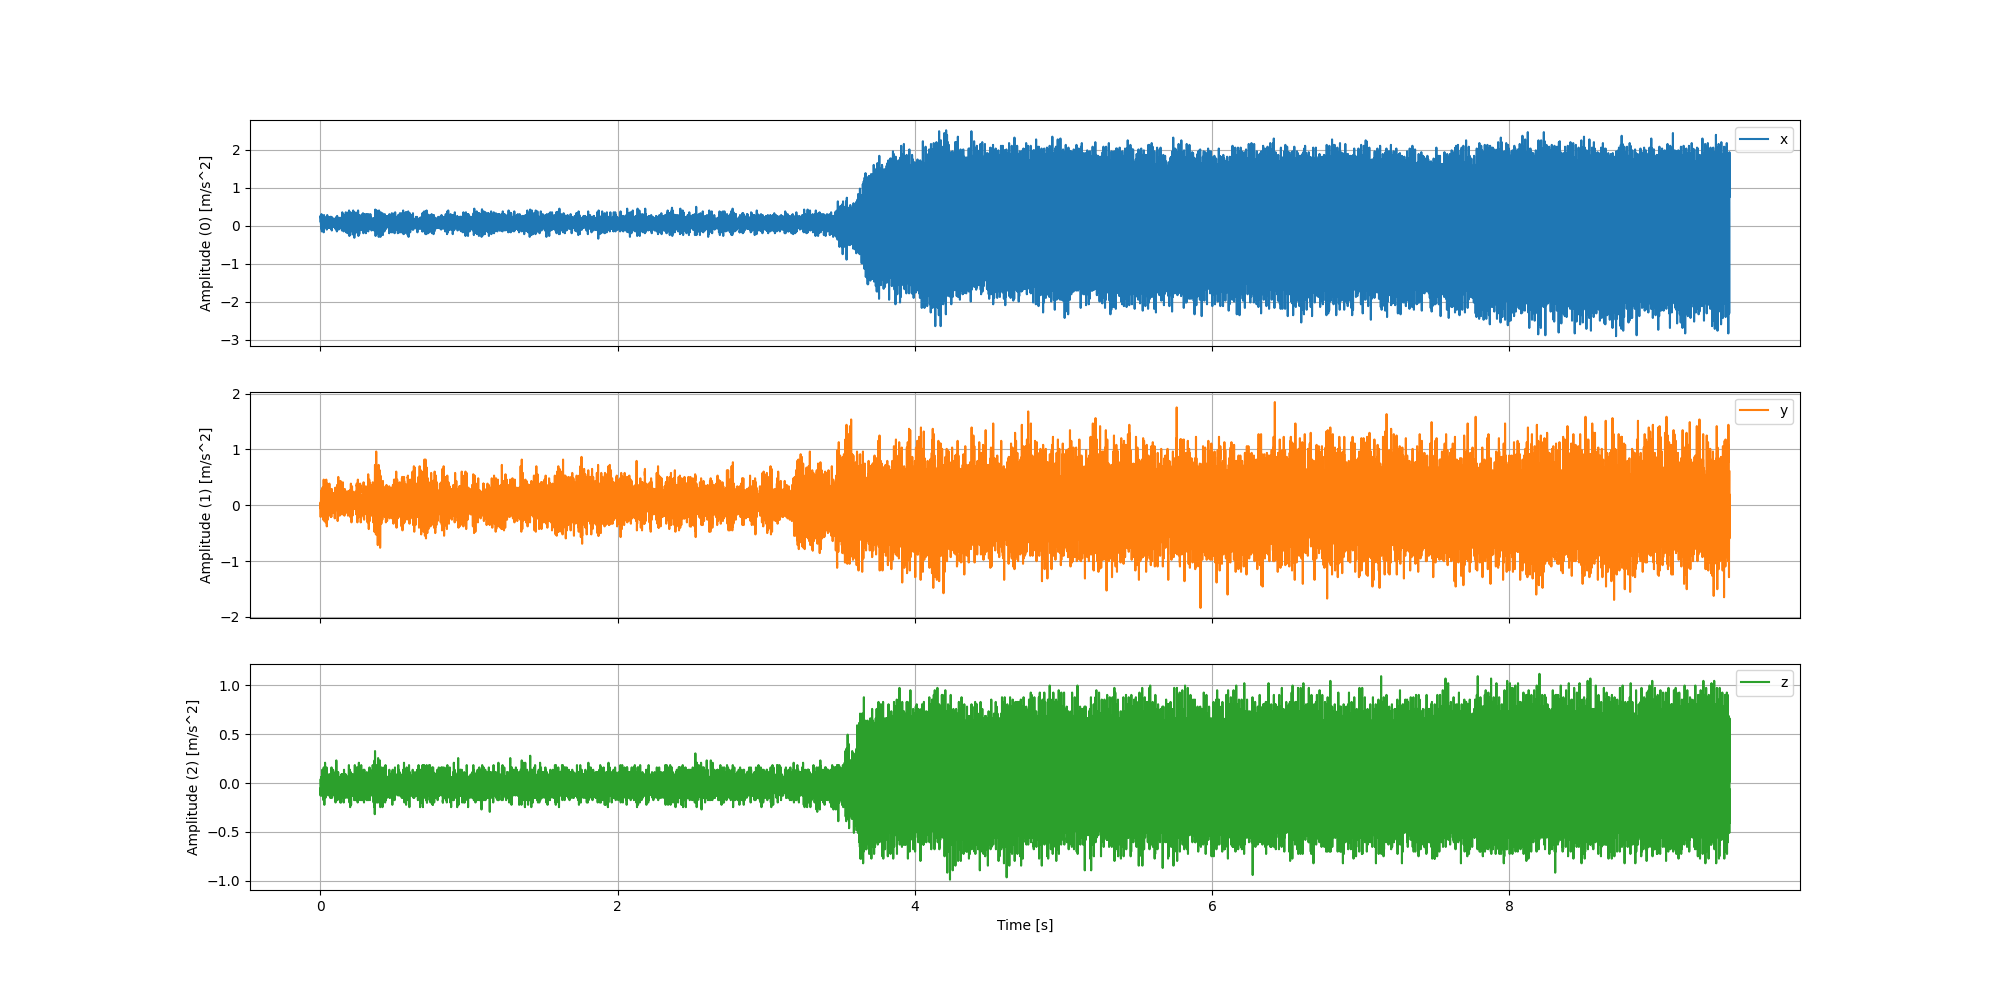 Amplitude (0) [m/s^2]
2
1
0
−1
−2
−3
x
Amplitude (1) [m/s^2]
2
1
0
−1
−2
y
Amplitude (2) [m/s^2]
1.0
0.5
0.0
−0.5
−1.0
z
0 2 4 6 8
Time [s]